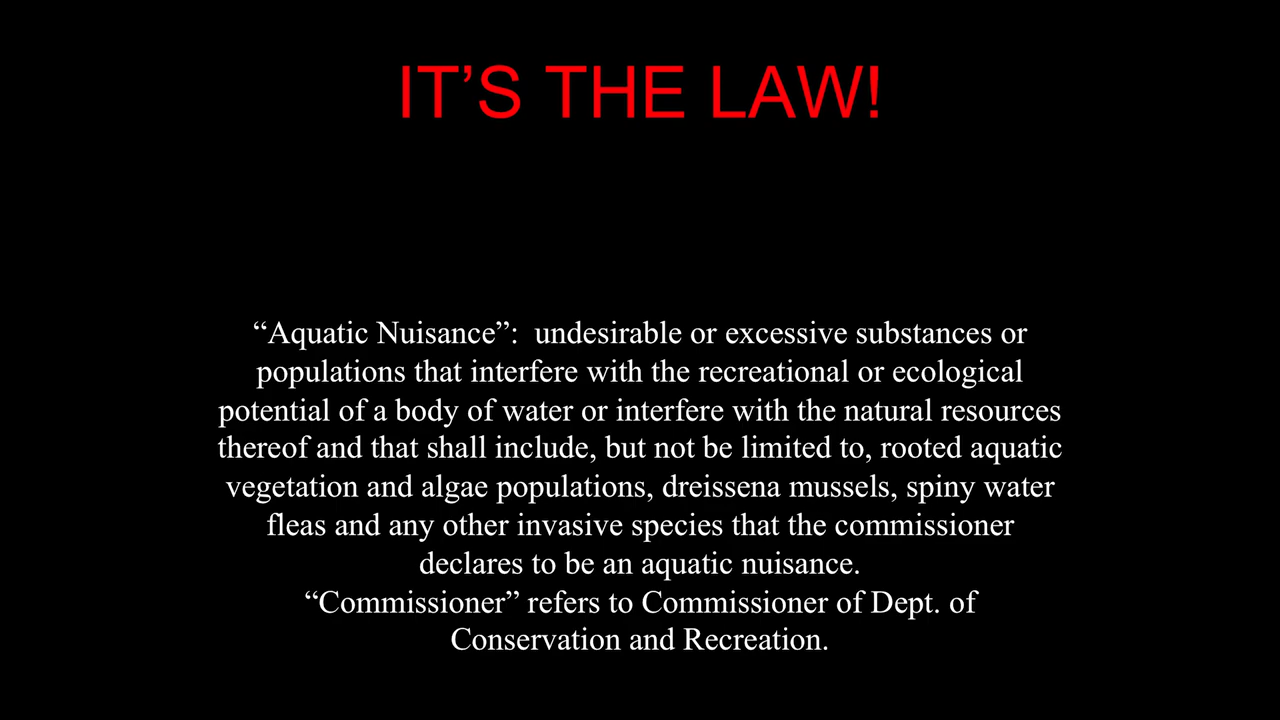 IT’S THE LAW!
“Aquatic Nuisance”:  undesirable or excessive substances or
populations that interfere with the recreational or ecological
potential of a body of water or interfere with the natural resources
thereof and that shall include, but not be limited to, rooted aquatic
vegetation and algae populations, dreissena mussels, spiny water
fleas and any other invasive species that the commissioner
declares to be an aquatic nuisance.
“Commissioner” refers to Commissioner of Dept. of
Conservation and Recreation.